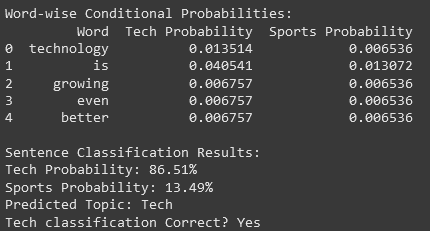 Word-wise Conditional Probabilities:
Word Tech Probability Sports Probability
0 technology 0.013514 0.006536
1 is 0.040541 0.013072
2 growing 0.006757 0.006536
3 even 0.006757 0.006536
4 better 0.006757 0.006536
Sentence Classification Results:
Tech Probability: 86.51%
Sports Probability: 13.49%
Predicted Topic: Tech
Tech classification Correct? Yes